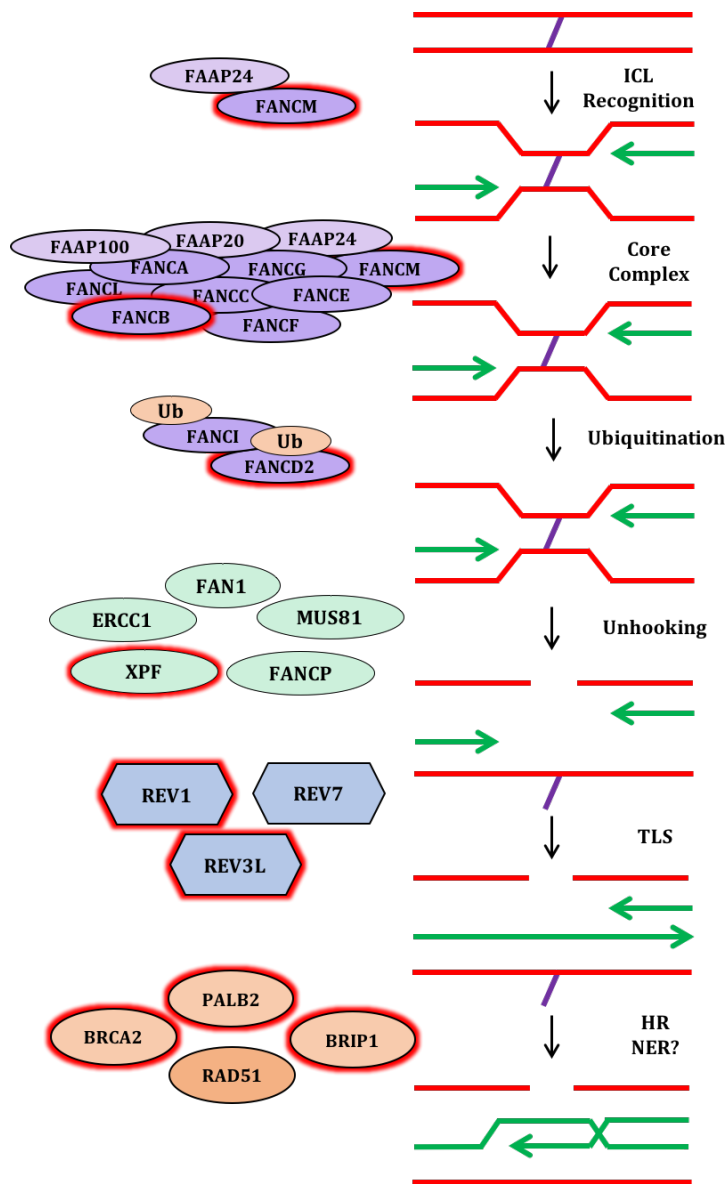 FAAP24
FANCM
ICL
Recognition
FAAP100
FAAP20
FAAP24
FANCA
FANCG
FANCM
FANCL
FANCC
FANCE
FANCB
FANCF
Core
Complex
Ub
FANCI
Ub
FANCD2
Ubiquitination
FAN1
ERCC1
MUS81
XPF
FANCP
Unhooking
REV1
REV7
REV3L
TLS
PALB2
BRCA2
BRIP1
RAD51
HR
NER?